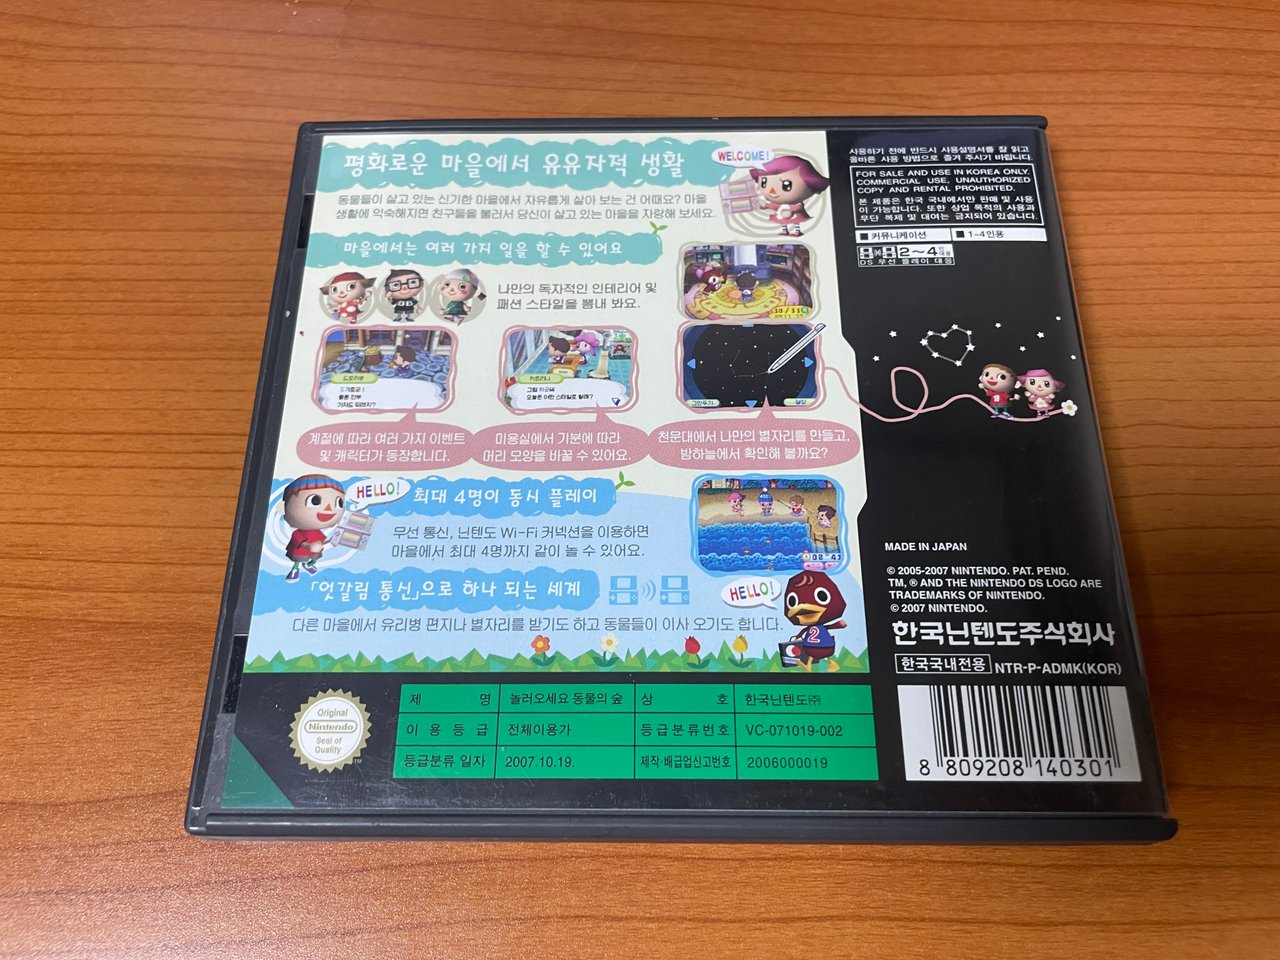 평화로운 마을에서 유유자적 생활
WELCOME!
동물들이 살고 있는 신기한 마을에서 자유롭게 살아 보는 건 어때요? 마을
생활에 익숙해지면 친구들을 불러서 당신이 살고 있는 마을을 자랑해 보세요.
마을에서는 여러 가지 일을 할 수 있어요
나만의 독자적인 인테리어 및
패션 스타일을 뽐내 봐요.
계절에 따라 여러 가지 이벤트
및 캐릭터가 등장합니다.
미용실에서 기분에 따라
머리 모양을 바꿀 수 있어요.
천문대에서 나만의 별자리를 만들고,
밤하늘에서 확인해 볼까요?
HELLO!
최대 4명이 동시 플레이
무선 통신, 닌텐도 Wi-Fi 커넥션을 이용하면
마을에서 최대 4명까지 같이 놀 수 있어요.
「엇갈림 통신」으로 하나 되는 세계
HELLO!
다른 마을에서 유리병 편지나 별자리를 받기도 하고 동물들이 이사 오기도 합니다.
사용하기 전에 반드시 사용설명서를 잘 읽고
올바른 사용 방법으로 즐겨 주시기 바랍니다.
FOR SALE AND USE IN KOREA ONLY.
COMMERCIAL USE, UNAUTHORIZED
COPY AND RENTAL PROHIBITED.
본 제품은 한국 국내에서만 판매 및 사용
이 가능합니다. 또한 상업 목적의 사용과
무단 복제 및 대여는 금지되어 있습니다.
커뮤니케이션
1~4인용
2~4인 대응
DS 무선 플레이 대응
MADE IN JAPAN
© 2005-2007 NINTENDO. PAT. PEND.
TM, ® AND THE NINTENDO DS LOGO ARE
TRADEMARKS OF NINTENDO.
© 2007 NINTENDO.
한국닌텐도주식회사
한국국내전용 NTR-P-ADMK(KOR)
8 809208 140301
Original
Nintendo
Seal of
Quality
제 명 놀러오세요 동물의 숲 상 호 한국닌텐도㈜
이 용 등 급 전체이용가 등급분류번호 VC-071019-002
등급분류 일자 2007.10.19. 제작·배급업신고번호 2006000019